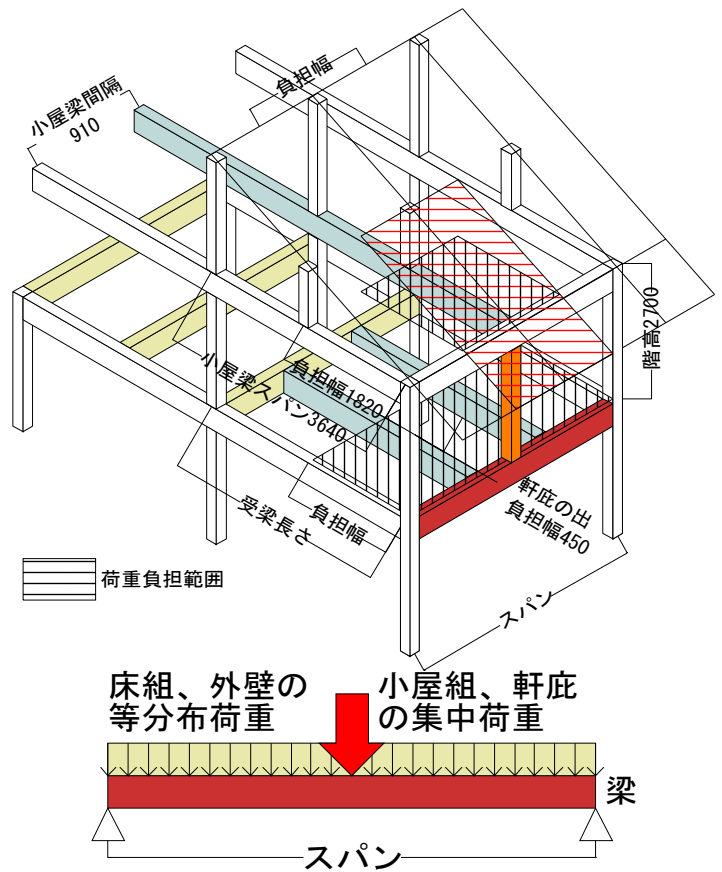 負担幅
小屋梁間隔
910
階高2700
負担幅1820
小屋梁スパン3640
軒庇の出
負担幅450
負担幅
受梁長さ
荷重負担範囲
スパン
床組、外壁の
等分布荷重
小屋組、軒庇
の集中荷重
梁
スパン